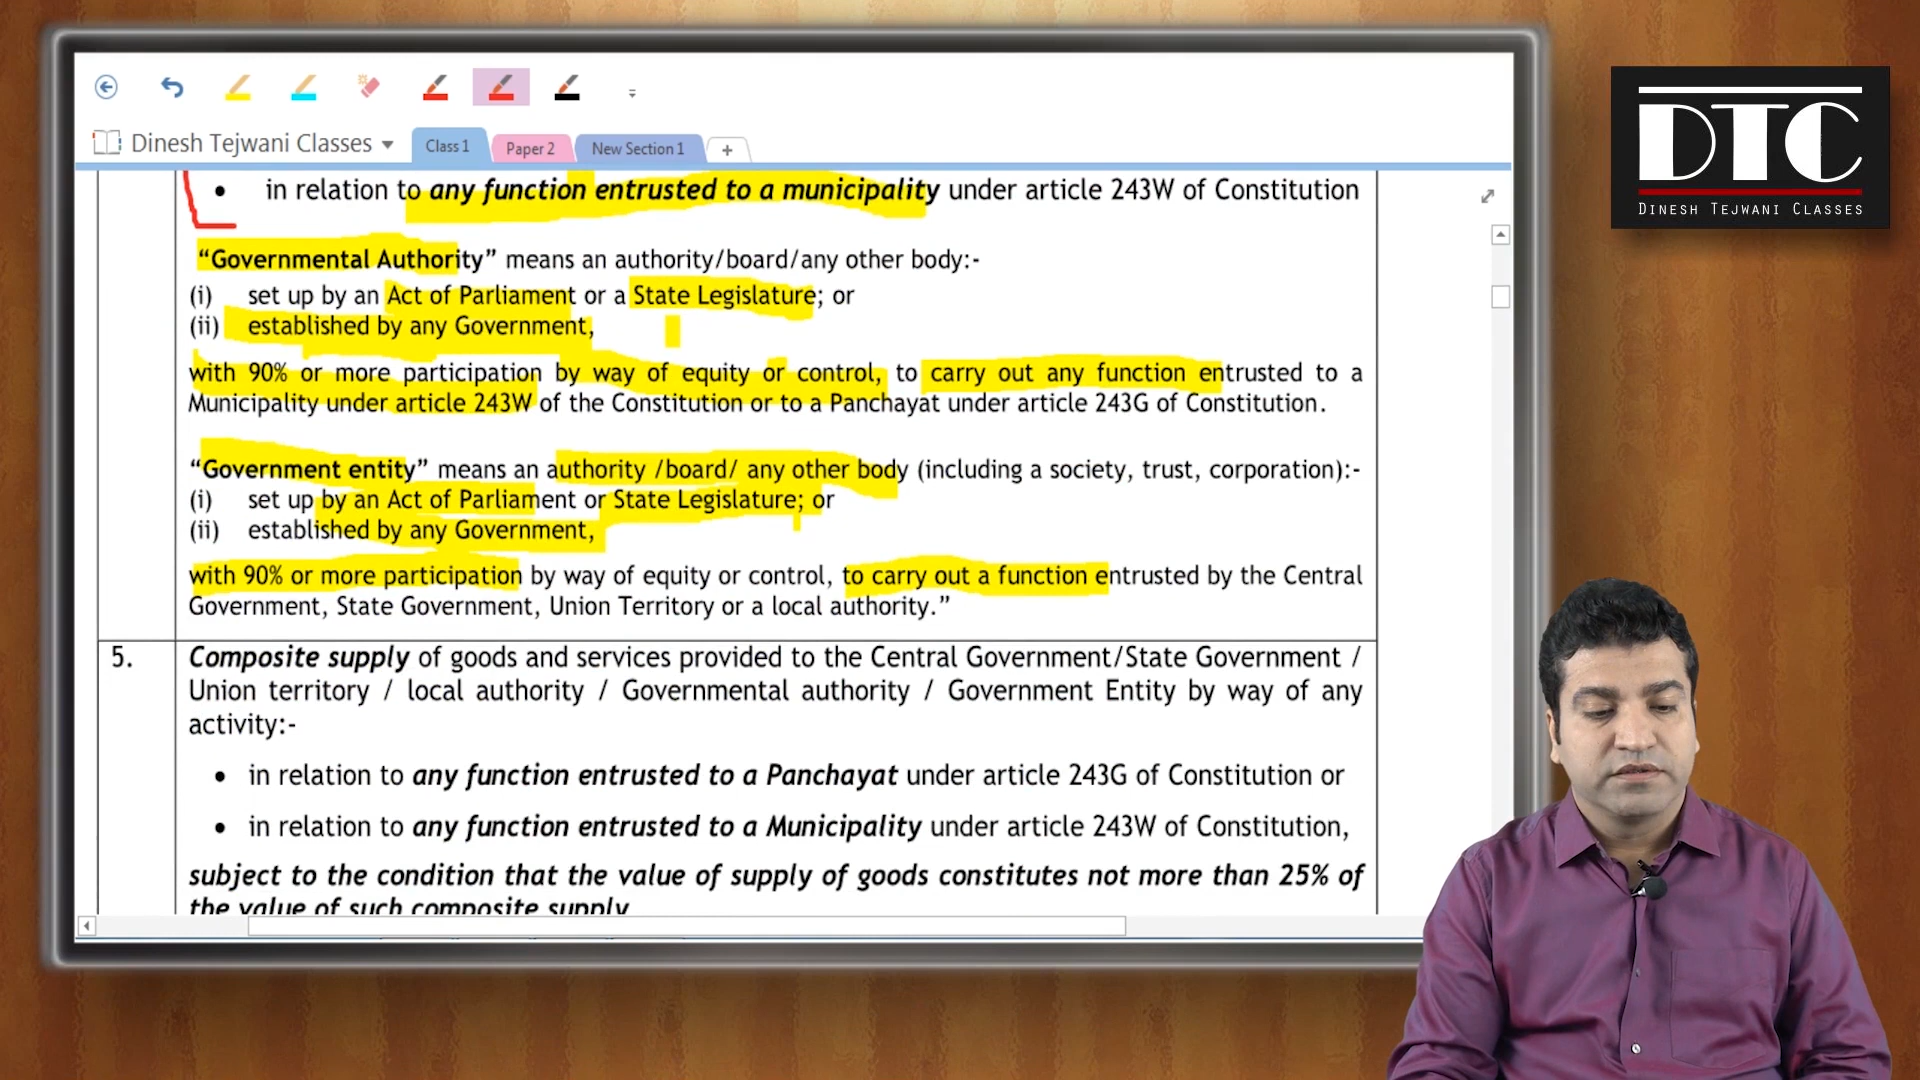 DTC
DINESH TEJWANI CLASSES
Dinesh Tejwani Classes
Class 1
Paper 2
New Section 1
+
• in relation to any function entrusted to a municipality under article 243W of Constitution
“Governmental Authority” means an authority/board/any other body:-
(i) set up by an Act of Parliament or a State Legislature; or
(ii) established by any Government,
with 90% or more participation by way of equity or control, to carry out any function entrusted to a
Municipality under article 243W of the Constitution or to a Panchayat under article 243G of Constitution.
“Government entity” means an authority /board/ any other body (including a society, trust, corporation):-
(i) set up by an Act of Parliament or State Legislature; or
(ii) established by any Government,
with 90% or more participation by way of equity or control, to carry out a function entrusted by the Central
Government, State Government, Union Territory or a local authority.”
5. Composite supply of goods and services provided to the Central Government/State Government /
Union territory / local authority / Governmental authority / Government Entity by way of any
activity:-
• in relation to any function entrusted to a Panchayat under article 243G of Constitution or
• in relation to any function entrusted to a Municipality under article 243W of Constitution,
subject to the condition that the value of supply of goods constitutes not more than 25% of
the value of such composite supply